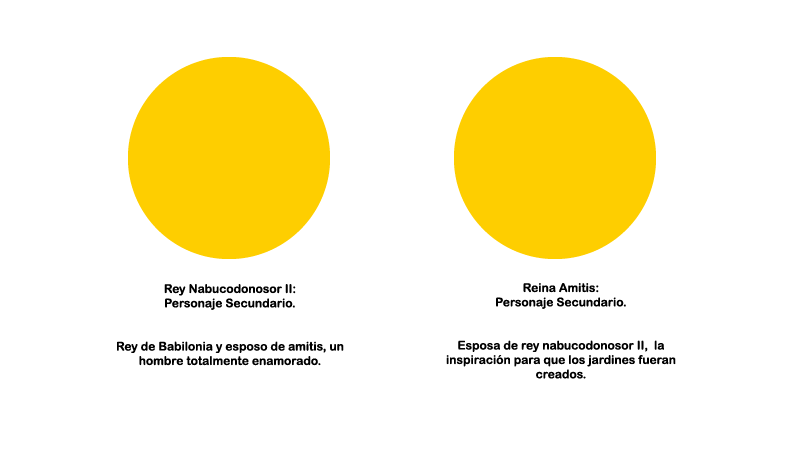 Rey Nabucodonosor II:
Personaje Secundario.
Rey de Babilonia y esposo de amitis, un
hombre totalmente enamorado.
Reina Amitis:
Personaje Secundario.
Esposa de rey nabucodonosor II,  la
inspiración para que los jardines fueran
creados.